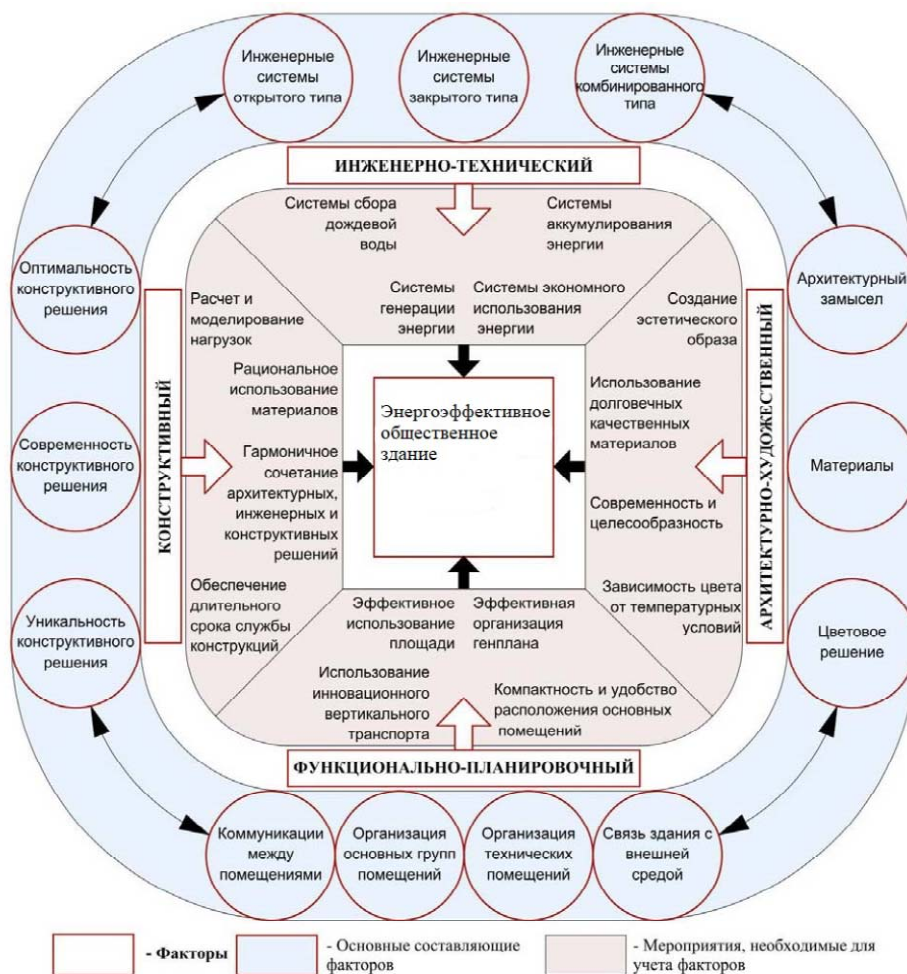 Инженерные
системы
открытого типа
Инженерные
системы
закрытого типа
Инженерные
системы
комбинированного
типа
ИНЖЕНЕРНО-ТЕХНИЧЕСКИЙ
Системы сбора
дождевой
воды
Системы
аккумулирования
энергии
Системы
генерации
энергии
Системы экономного
использования
энергии
Оптимальность
конструктивного
решения
Современность
конструктивного
решения
Уникальность
конструктивного
решения
КОНСТРУКТИВНЫЙ
Расчет и
моделирование
нагрузок
Рациональное
использование
материалов
Гармоничное
сочетание
архитектурных,
инженерных и
конструктивных
решений
Обеспечение
длительного
срока службы
конструкций
Энергоэффективное
общественное
здание
Создание
эстетического
образа
Использование
долговечных
качественных
материалов
Современность и
целесообразность
Зависимость цвета
от температурных
условий
АРХИТЕКТУРНО-ХУДОЖЕСТВЕННЫЙ
Архитектурный
замысел
Материалы
Цветовое
решение
Эффективное
использование
площади
Эффективная
организация
генплана
Использование
инновационного
вертикального
транспорта
Компактность и удобство
расположения основных
помещений
ФУНКЦИОНАЛЬНО-ПЛАНИРОВОЧНЫЙ
Коммуникации
между
помещениями
Организация
основных групп
помещений
Организация
технических
помещений
Связь здания с
внешней
средой
- Факторы
- Основные составляющие
факторов
- Мероприятия, необходимые для
учета факторов